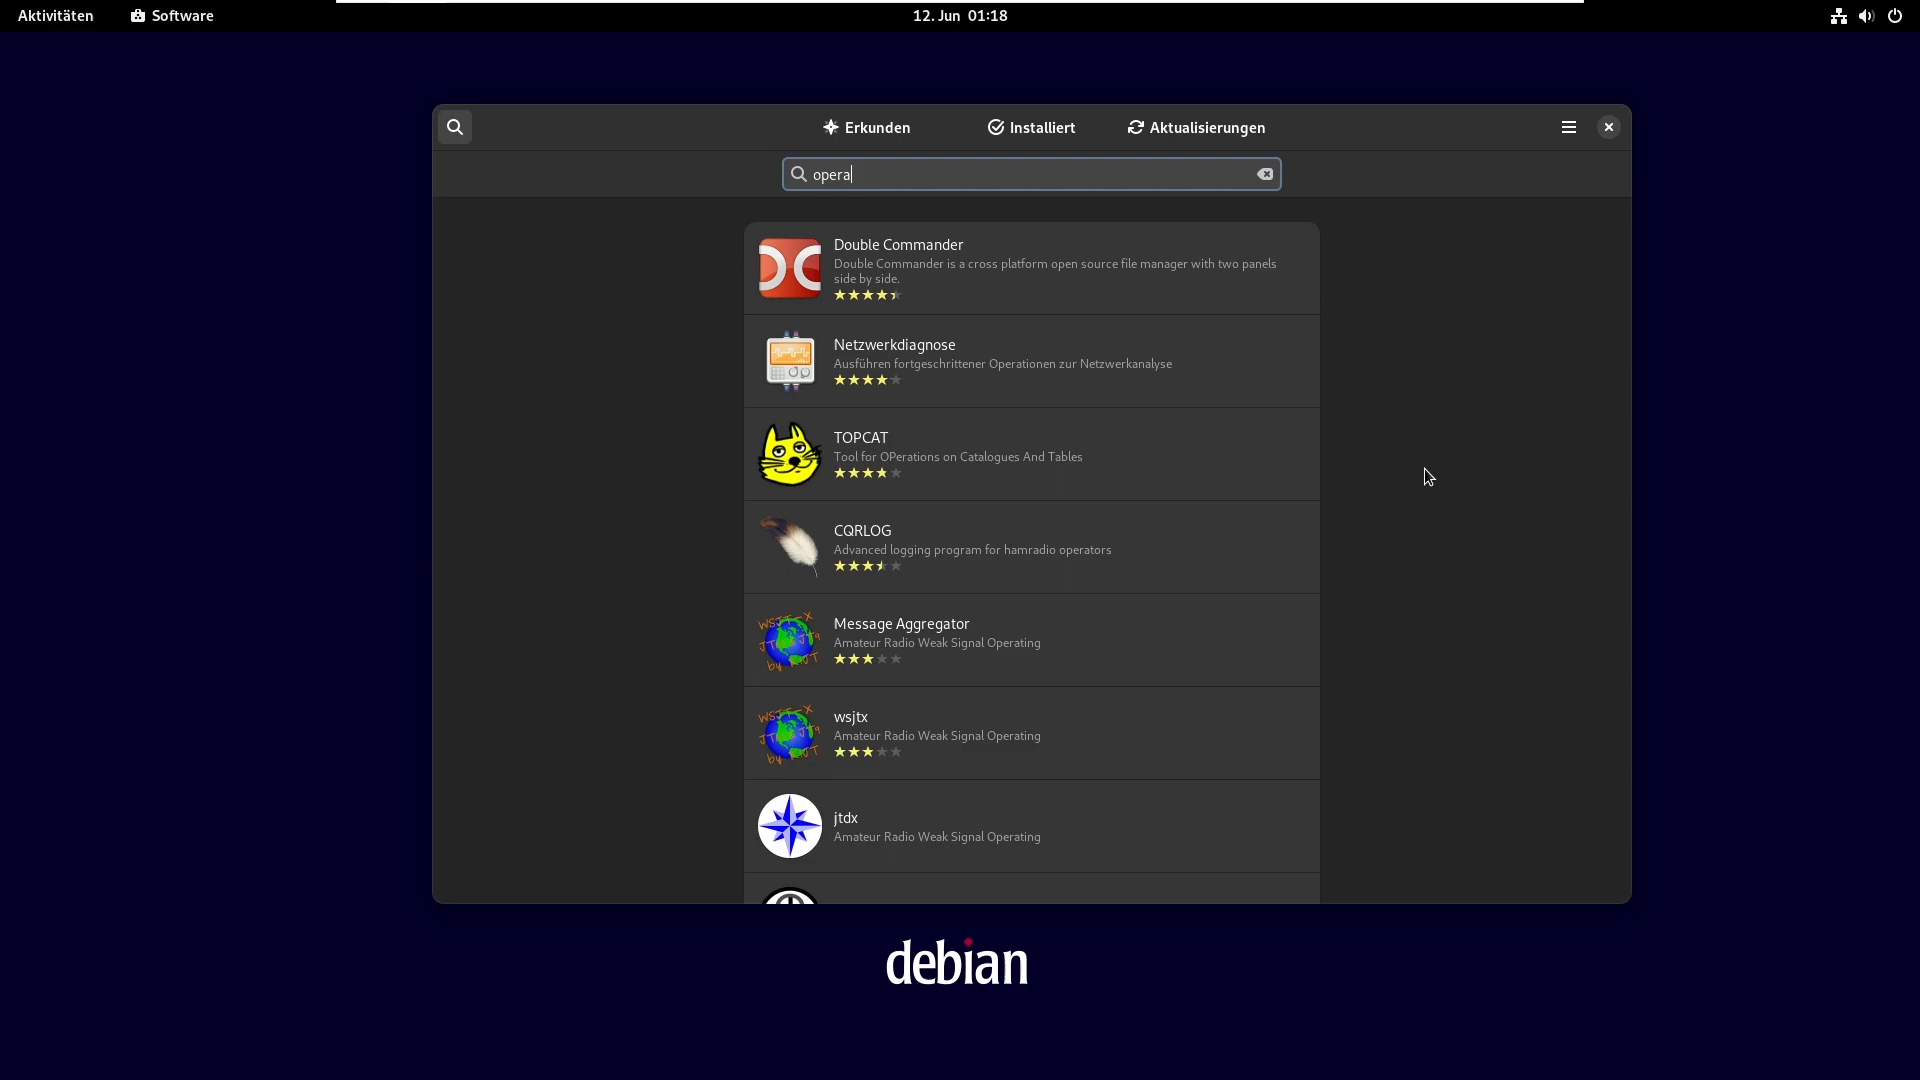 Aktivitäten Software 12. Jun 01:18
Erkunden Installiert Aktualisierungen
opera
Double Commander
Double Commander is a cross platform open source file manager with two panels
side by side.
Netzwerkdiagnose
Ausführen fortgeschrittener Operationen zur Netzwerkanalyse
TOPCAT
Tool for OPerations on Catalogues And Tables
CQRLOG
Advanced logging program for hamradio operators
Message Aggregator
Amateur Radio Weak Signal Operating
wsjtx
Amateur Radio Weak Signal Operating
jtdx
Amateur Radio Weak Signal Operating
debian